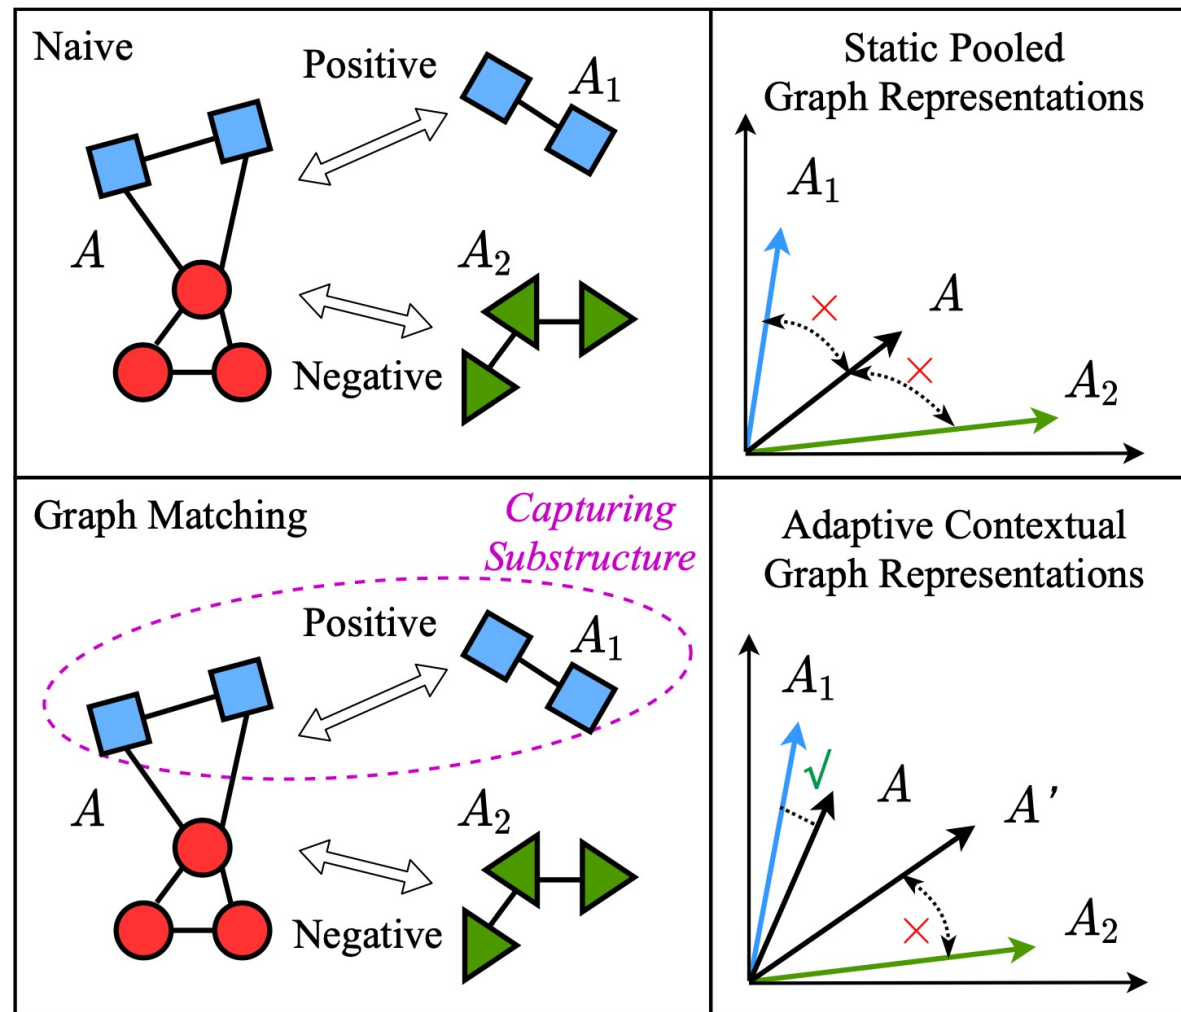 Naive
Positive
A₁
A
A₂
Negative
Static Pooled
Graph Representations
A₁
A
×
×
A₂
Graph Matching
Capturing
Substructure
Positive
A₁
A
A₂
Negative
Adaptive Contextual
Graph Representations
A₁
√
A
A'
×
A₂